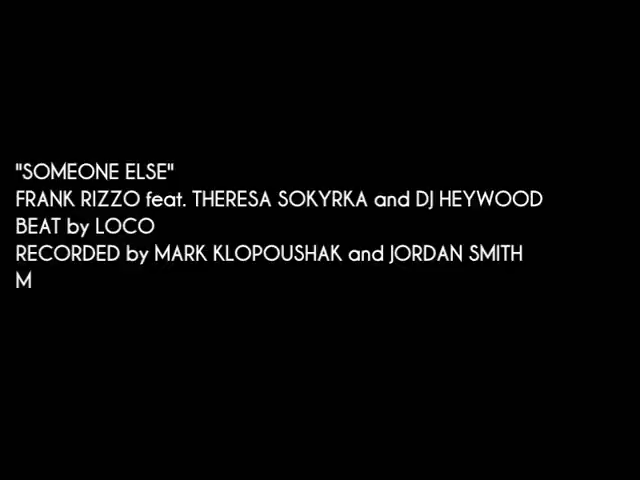 "SOMEONE ELSE"
FRANK RIZZO feat. THERESA SOKYRKA and DJ HEYWOOD
BEAT by LOCO
RECORDED by MARK KLOPOUSHAK and JORDAN SMITH
M